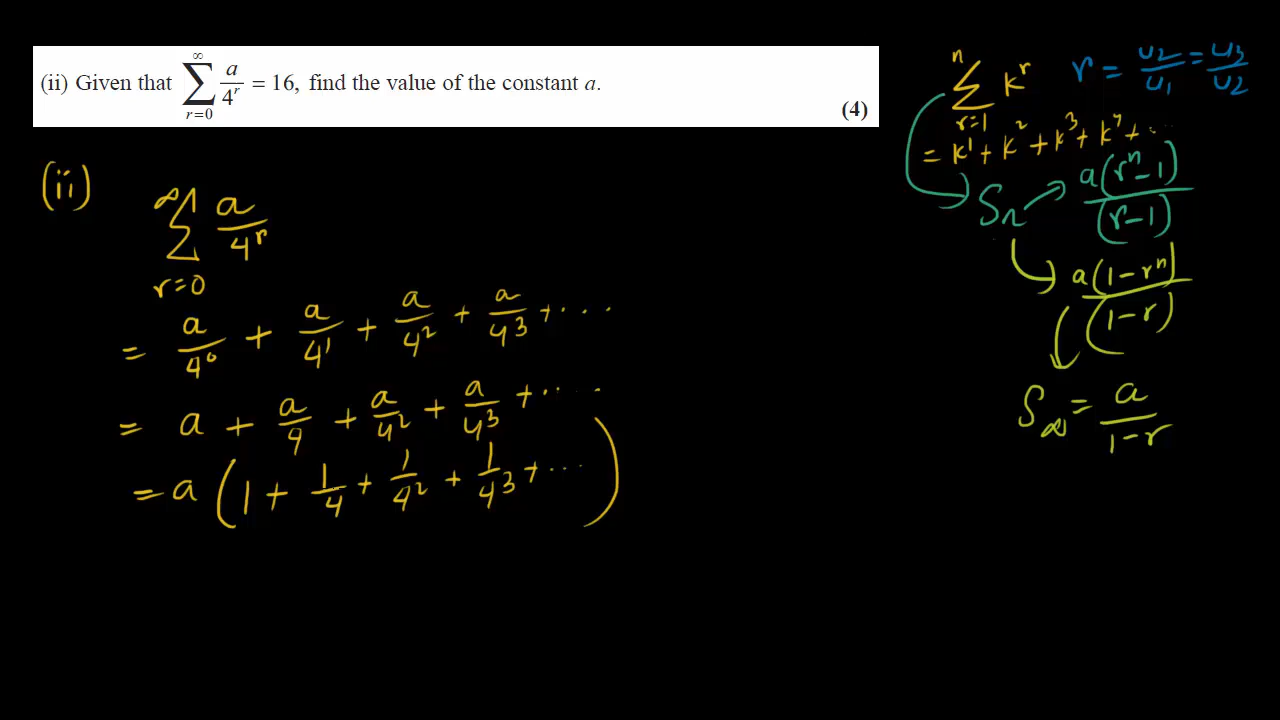 (ii) Given that ∑_{r=0}^{∞} a/4^r = 16, find the value of the constant a.
(4)
(ii)
∑_{r=0}^{∞} a/4^r
= a/4^0 + a/4^1 + a/4^2 + a/4^3 + ....
= a + a/4 + a/4^2 + a/4^3 + ....
= a ( 1 + 1/4 + 1/4^2 + 1/4^3 + ... )
∑_{r=1}^{n} k^r
r = u2/u1 = u3/u2
= k^1 + k^2 + k^3 + k^4 + ...
Sn → a(r^n - 1)/(r - 1)
→ a(1 - r^n)/(1 - r)
S∞ = a/(1 - r)